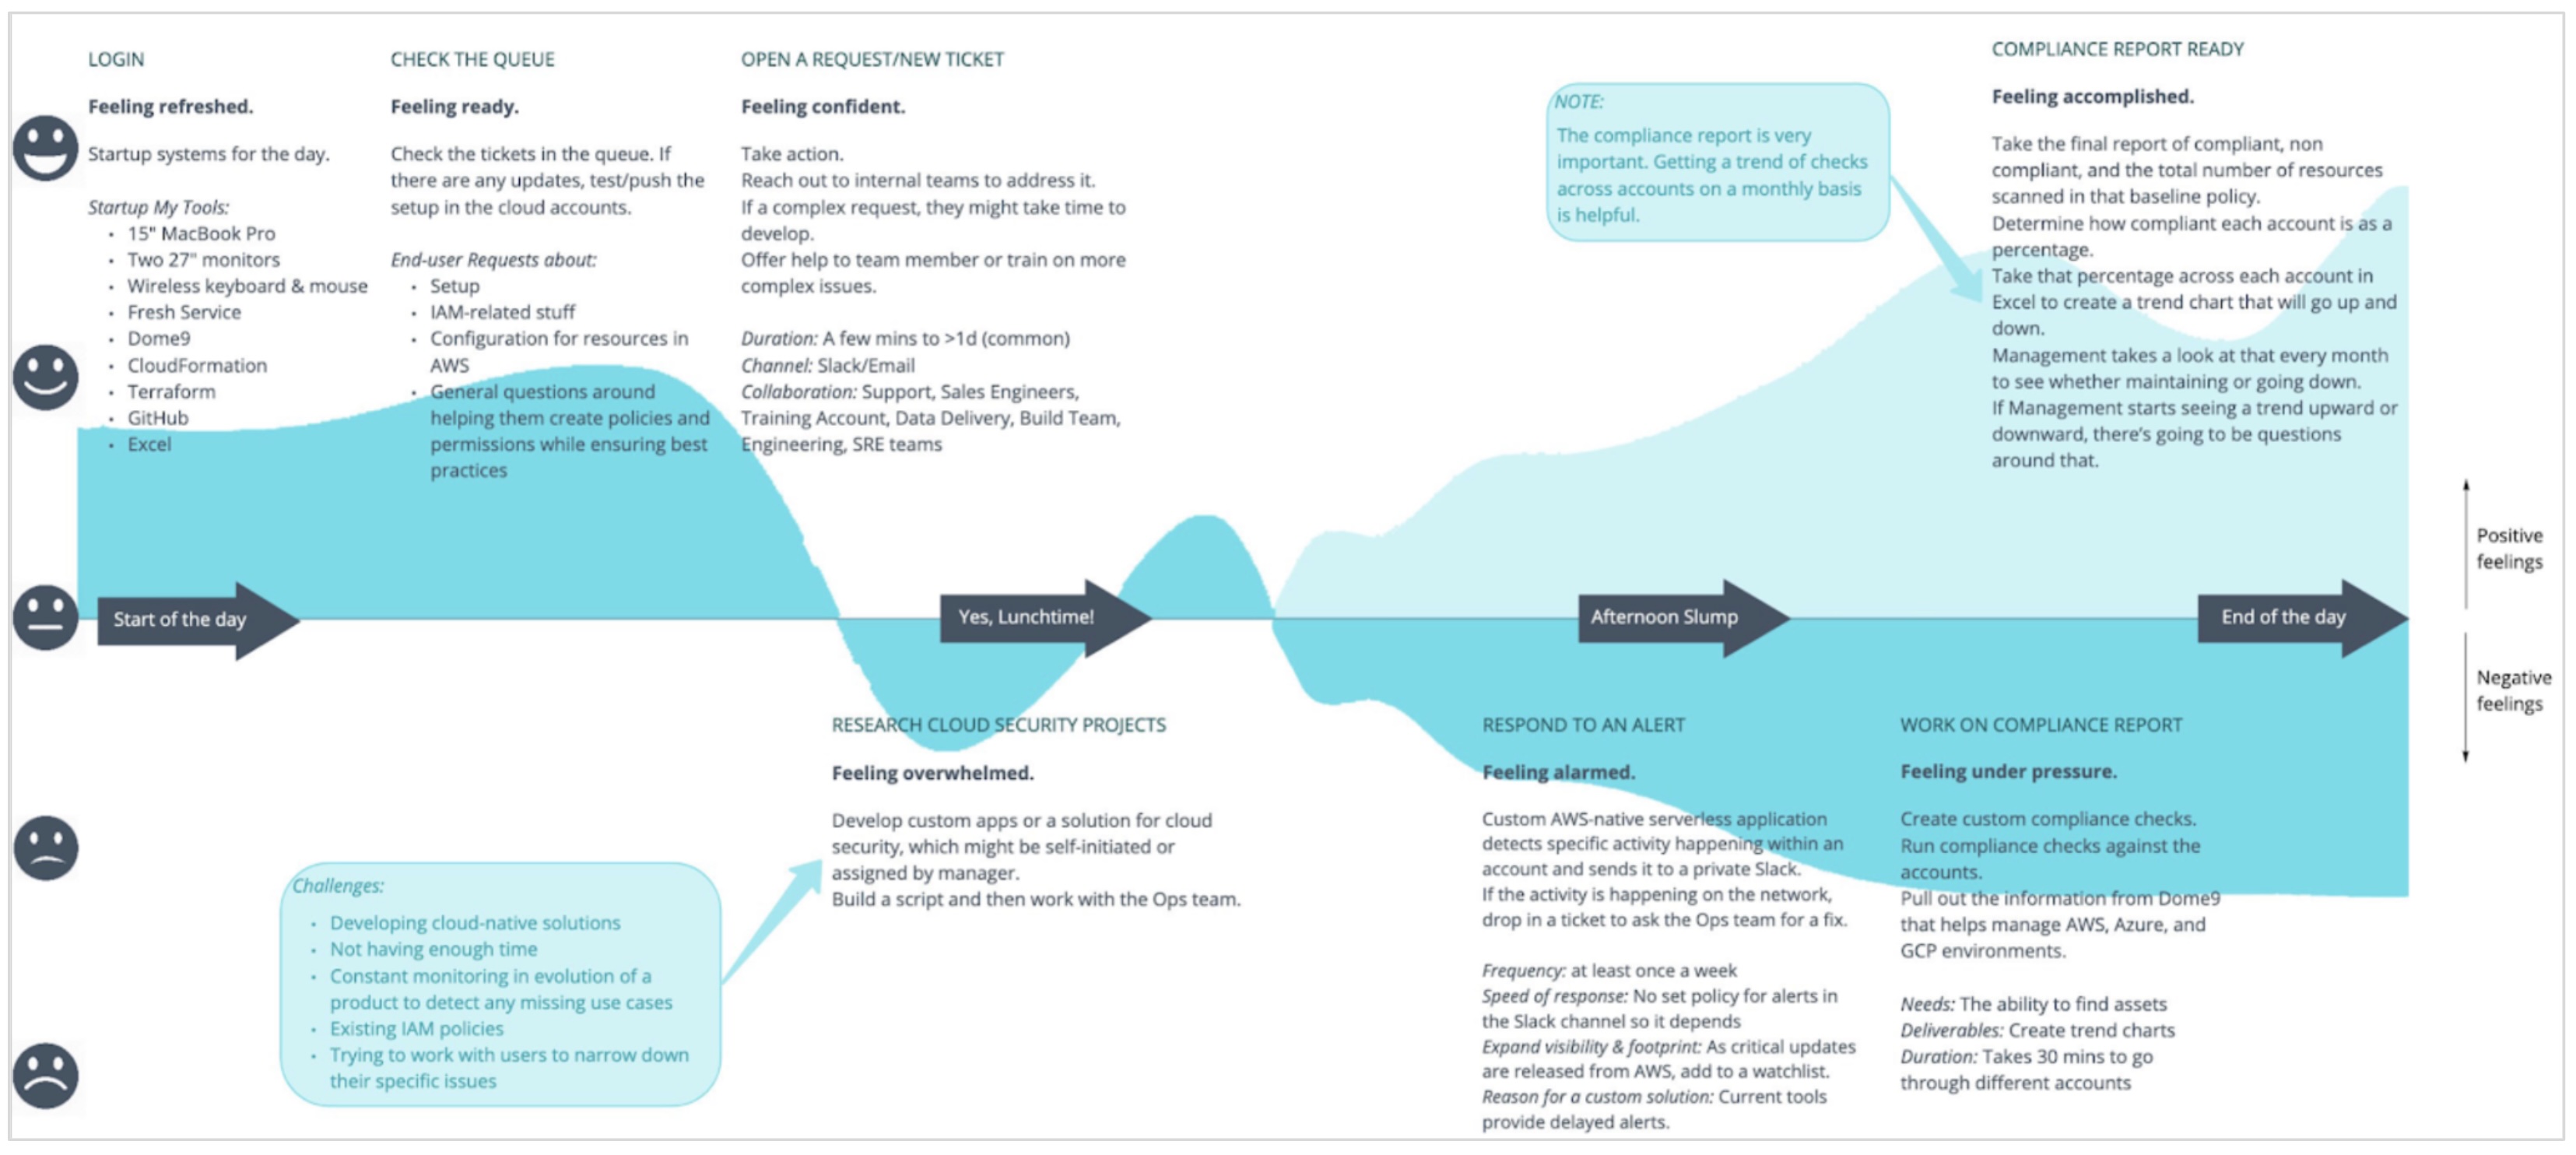 LOGIN
Feeling refreshed.
Startup systems for the day.
Startup My Tools:
• 15" MacBook Pro
• Two 27" monitors
• Wireless keyboard & mouse
• Fresh Service
• Dome9
• CloudFormation
• Terraform
• GitHub
• Excel
CHECK THE QUEUE
Feeling ready.
Check the tickets in the queue. If
there are any updates, test/push the
setup in the cloud accounts.
End-user Requests about:
• Setup
• IAM-related stuff
• Configuration for resources in
AWS
• General questions around
helping them create policies and
permissions while ensuring best
practices
OPEN A REQUEST/NEW TICKET
Feeling confident.
Take action.
Reach out to internal teams to address it.
If a complex request, they might take time to
develop.
Offer help to team member or train on more
complex issues.
Duration: A few mins to >1d (common)
Channel: Slack/Email
Collaboration: Support, Sales Engineers,
Training Account, Data Delivery, Build Team,
Engineering, SRE teams
NOTE:
The compliance report is very
important. Getting a trend of checks
across accounts on a monthly basis
is helpful.
COMPLIANCE REPORT READY
Feeling accomplished.
Take the final report of compliant, non
compliant, and the total number of resources
scanned in that baseline policy.
Determine how compliant each account is as a
percentage.
Take that percentage across each account in
Excel to create a trend chart that will go up and
down.
Management takes a look at that every month
to see whether maintaining or going down.
If Management starts seeing a trend upward or
downward, there's going to be questions
around that.
Positive
feelings
Start of the day
Yes, Lunchtime!
Afternoon Slump
End of the day
Negative
feelings
RESEARCH CLOUD SECURITY PROJECTS
Feeling overwhelmed.
Develop custom apps or a solution for cloud
security, which might be self-initiated or
assigned by manager.
Build a script and then work with the Ops team.
Challenges:
• Developing cloud-native solutions
• Not having enough time
• Constant monitoring in evolution of a
product to detect any missing use cases
• Existing IAM policies
• Trying to work with users to narrow down
their specific issues
RESPOND TO AN ALERT
Feeling alarmed.
Custom AWS-native serverless application
detects specific activity happening within an
account and sends it to a private Slack.
If the activity is happening on the network,
drop in a ticket to ask the Ops team for a fix.
Frequency: at least once a week
Speed of response: No set policy for alerts in
the Slack channel so it depends
Expand visibility & footprint: As critical updates
are released from AWS, add to a watchlist.
Reason for a custom solution: Current tools
provide delayed alerts.
WORK ON COMPLIANCE REPORT
Feeling under pressure.
Create custom compliance checks.
Run compliance checks against the
accounts.
Pull out the information from Dome9
that helps manage AWS, Azure, and
GCP environments.
Needs: The ability to find assets
Deliverables: Create trend charts
Duration: Takes 30 mins to go
through different accounts